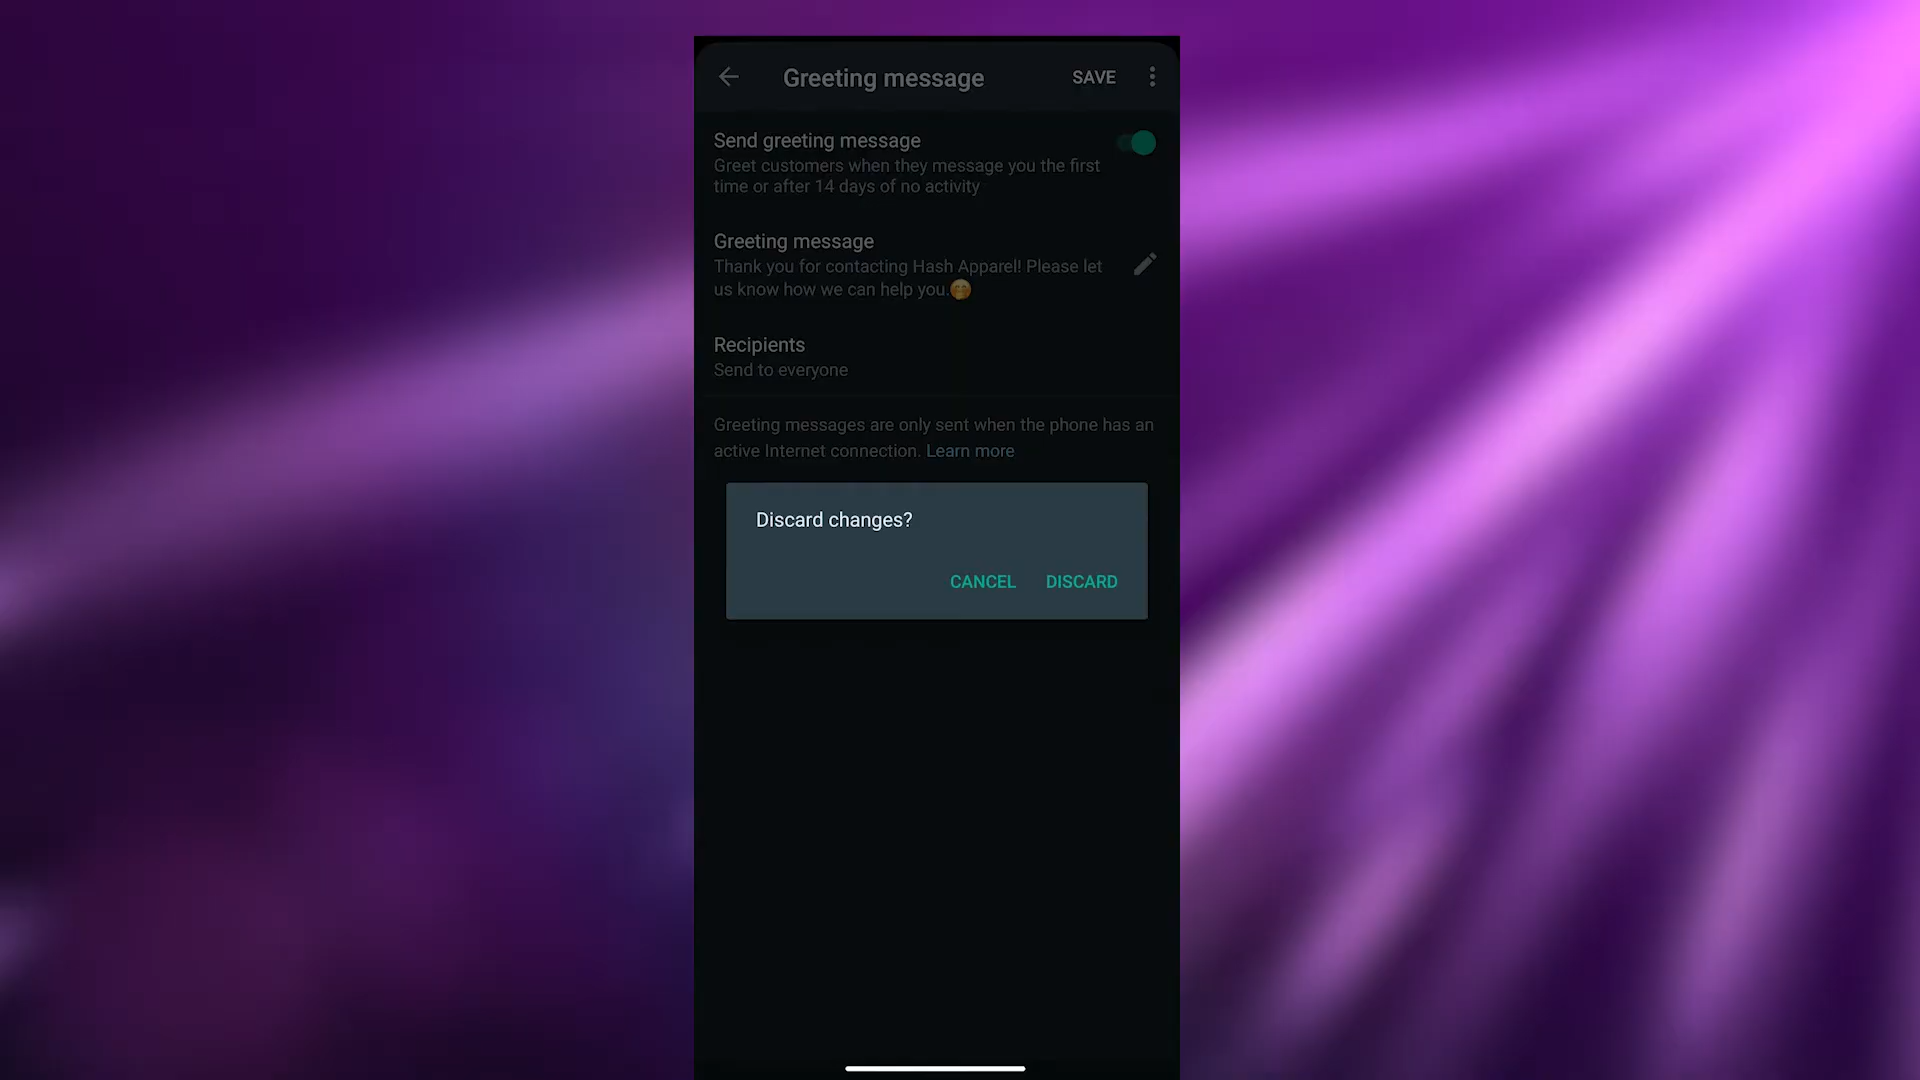 Greeting message
SAVE
Send greeting message
Greet customers when they message you the first
time or after 14 days of no activity
Greeting message
Thank you for contacting Hash Apparel! Please let
us know how we can help you.🤭
Recipients
Send to everyone
Greeting messages are only sent when the phone has an
active Internet connection. Learn more
Discard changes?
CANCEL DISCARD